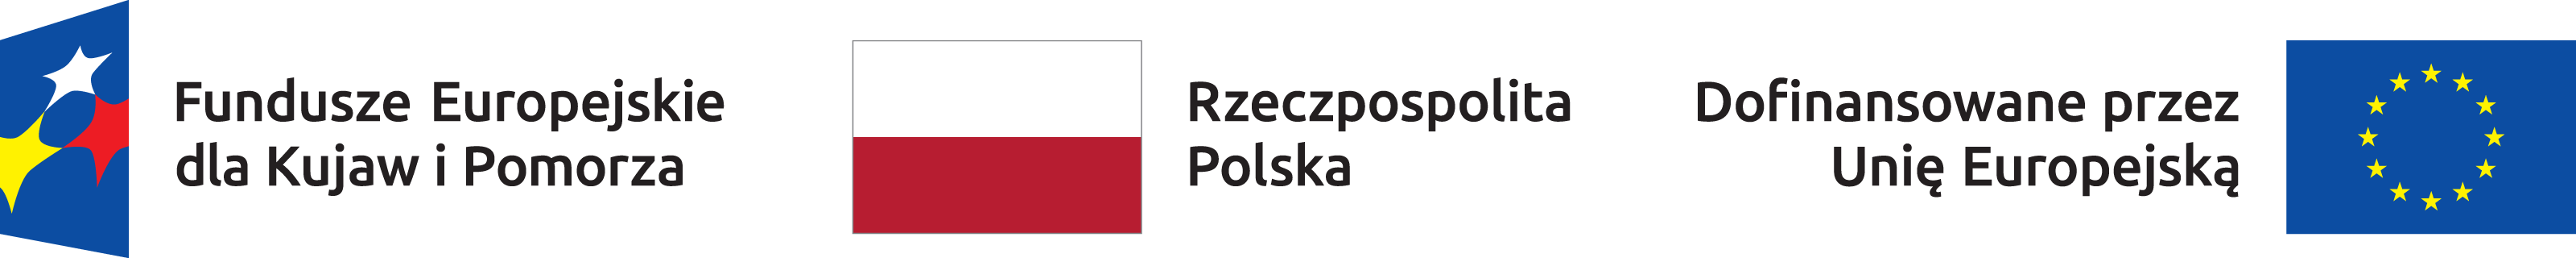 Fundusze Europejskie
dla Kujaw i Pomorza
Rzeczpospolita
Polska
Dofinansowane przez
Unię Europejską